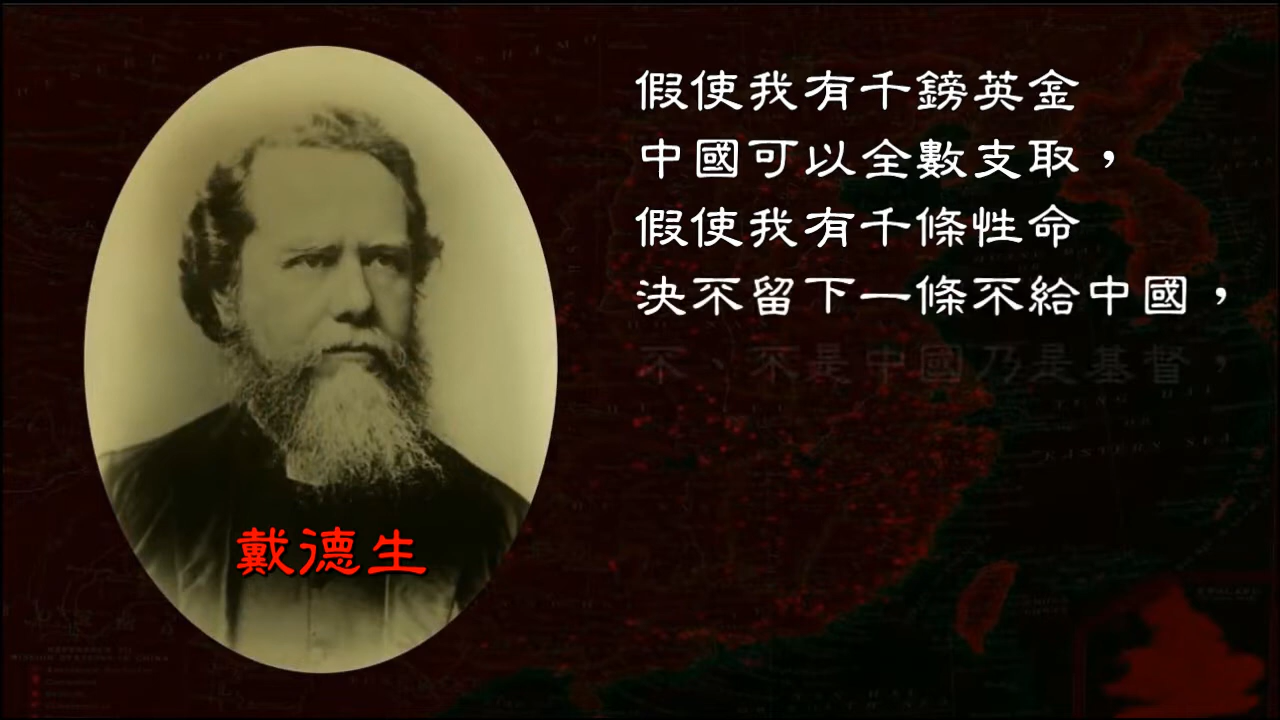 假使我有千鎊英金
中國可以全數支取，
假使我有千條性命
決不留下一條不給中國，
不、不是中國乃是基督，
戴德生
EASTERN SEA